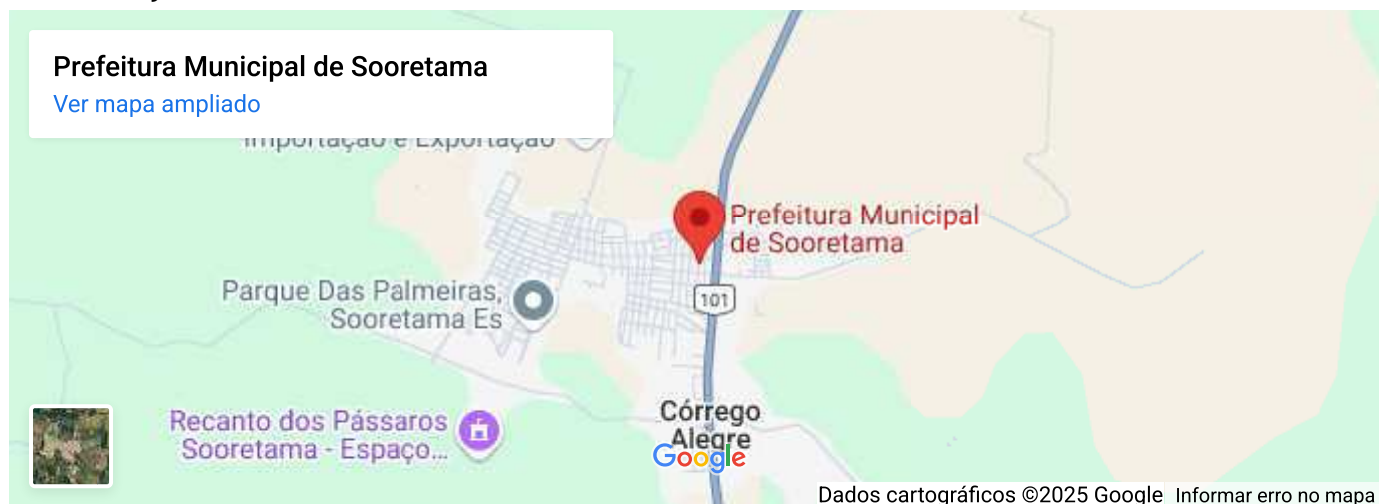 Prefeitura Municipal de Sooretama
Ver mapa ampliado
Importação e Exportação
Prefeitura Municipal
de Sooretama
101
Parque Das Palmeiras,
Sooretama Es
Recanto dos Pássaros
Sooretama - Espaço...
Córrego
Alegre
Google
Dados cartográficos ©2025 Google
Informar erro no mapa